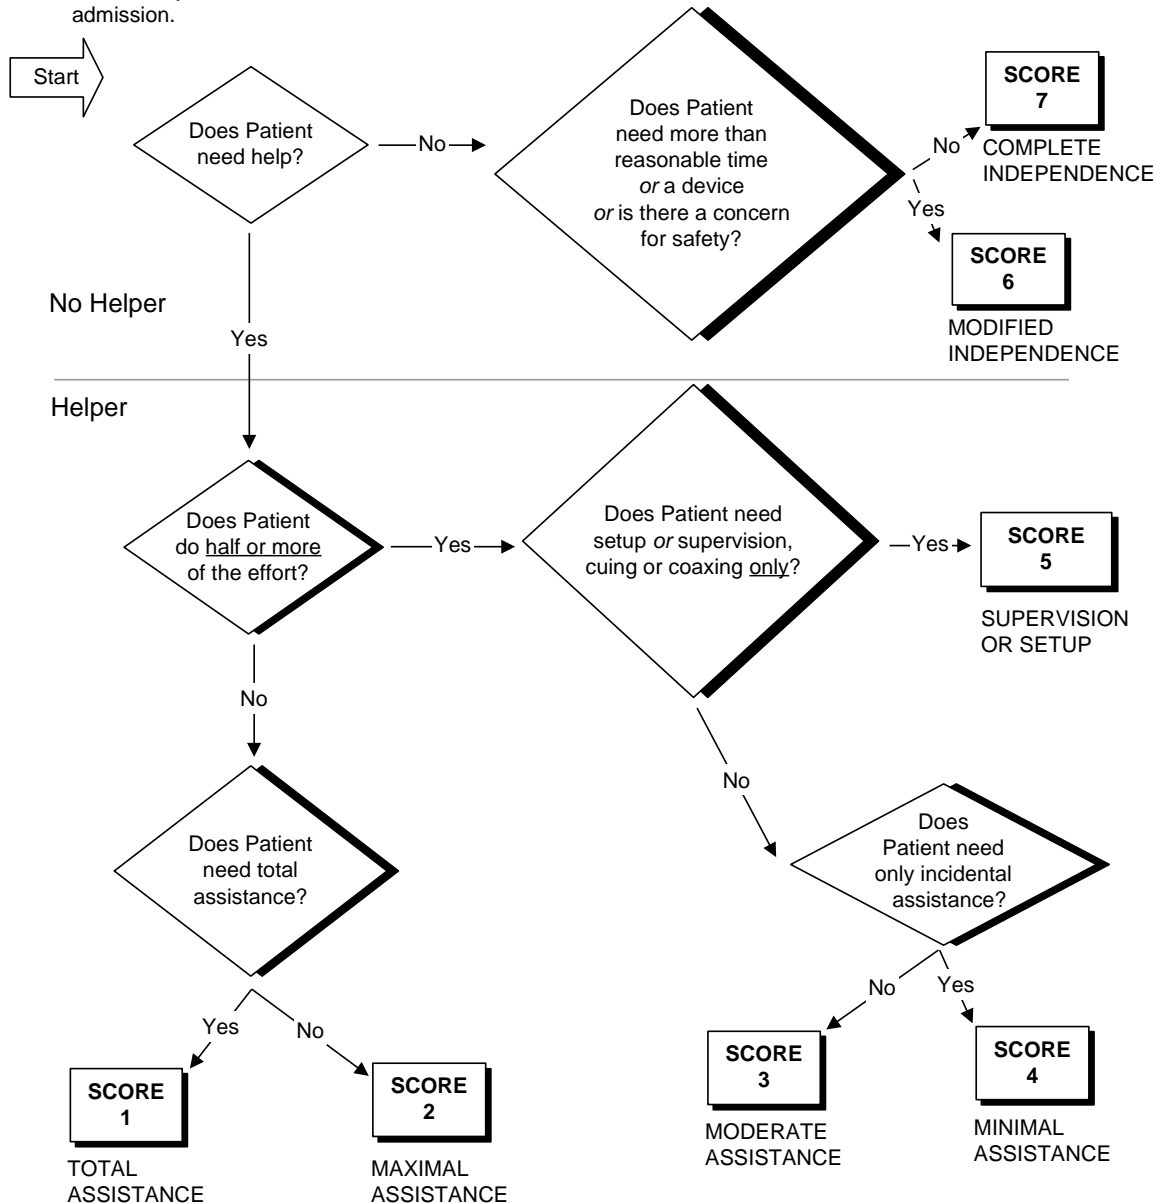 admission.
Start
Does Patient
need help?
No
Does Patient
need more than
reasonable time
or a device
or is there a concern
for safety?
No
SCORE
7
COMPLETE
INDEPENDENCE
Yes
SCORE
6
MODIFIED
INDEPENDENCE
No Helper
Yes
Helper
Does Patient
do half or more
of the effort?
Yes
Does Patient need
setup or supervision,
cuing or coaxing only?
Yes
SCORE
5
SUPERVISION
OR SETUP
No
No
Does Patient
need total
assistance?
Does
Patient need
only incidental
assistance?
Yes
No
No
Yes
SCORE
1
TOTAL
ASSISTANCE
SCORE
2
MAXIMAL
ASSISTANCE
SCORE
3
MODERATE
ASSISTANCE
SCORE
4
MINIMAL
ASSISTANCE